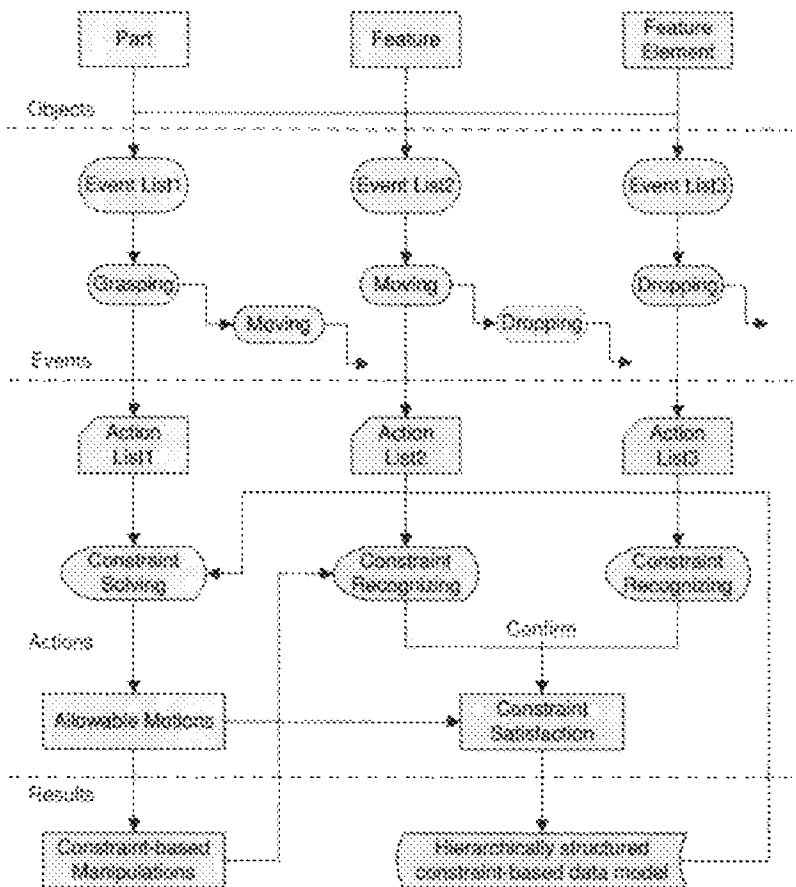 Part
Feature
Feature
Element
Objects
Event List1
Event List2
Event List3
Grasping
Moving
Dropping
Moving
Dropping
Events
Action
List1
Action
List2
Action
List3
Constraint
Solving
Constraint
Recognizing
Constraint
Recognizing
Confirm
Actions
Allowable Motions
Constraint
Satisfaction
Results
Constraint-based
Manipulations
Hierarchically structured
constraint-based data model